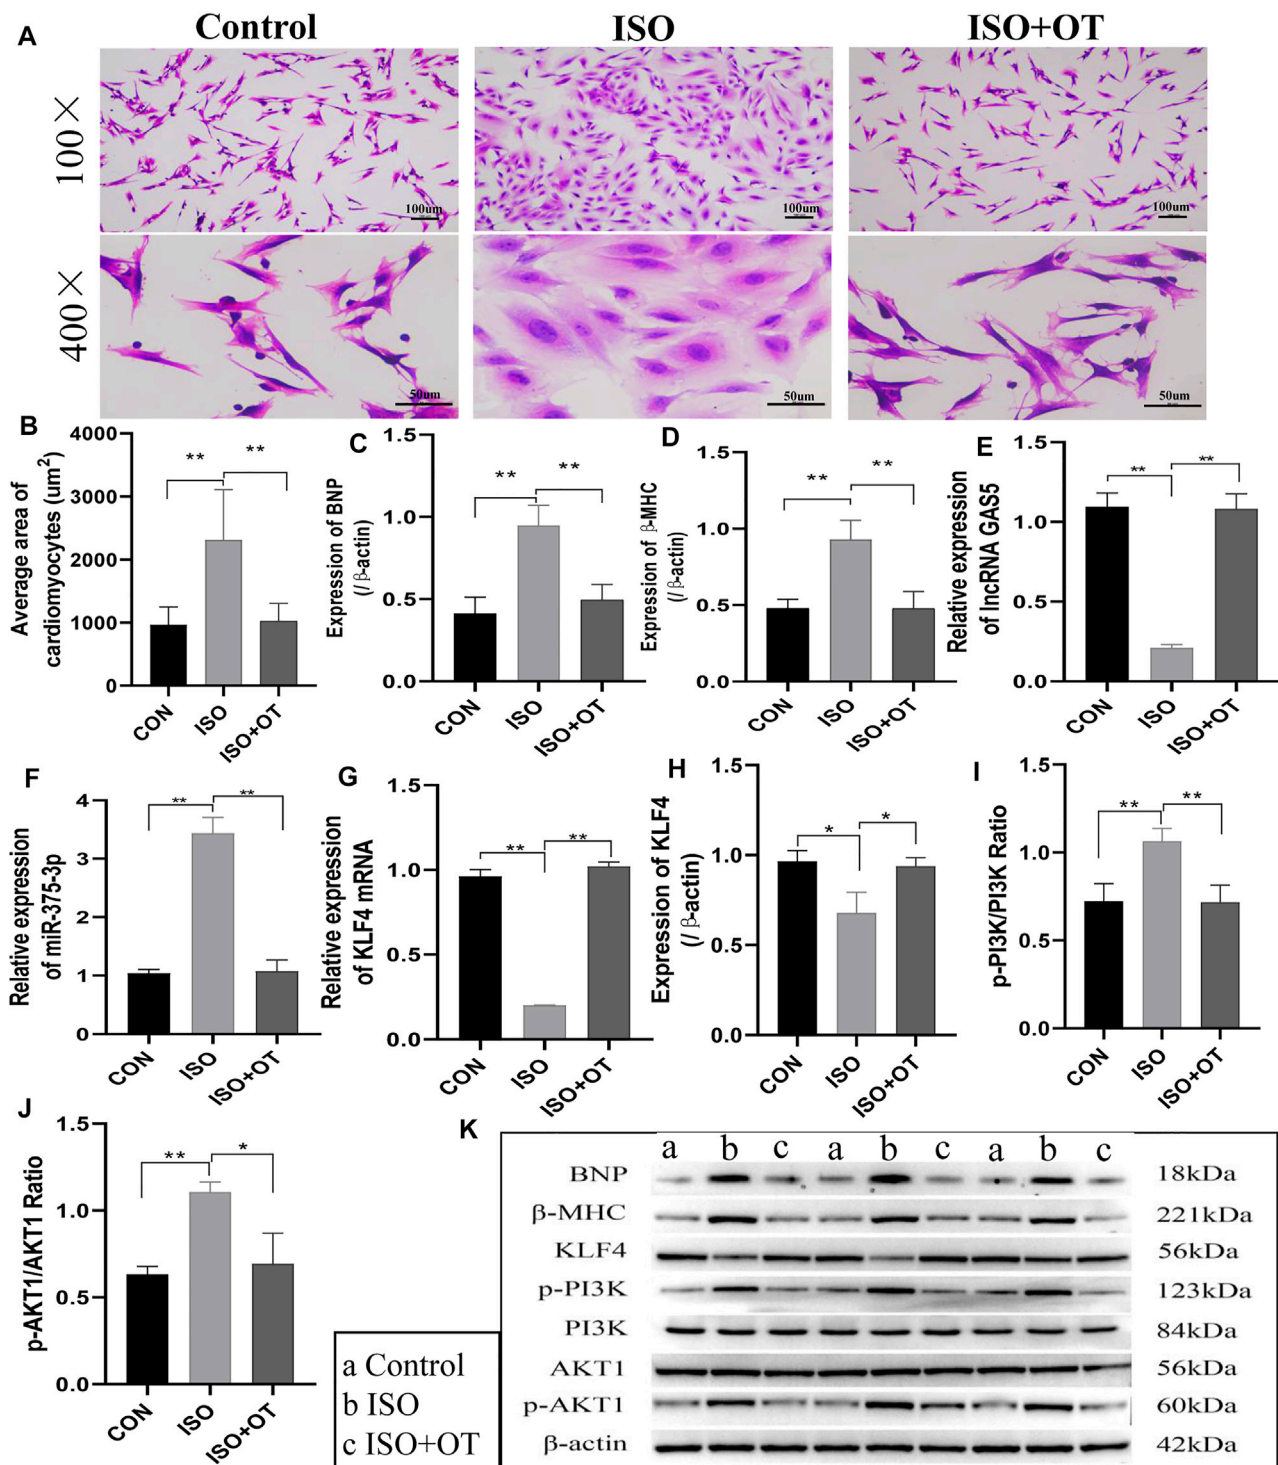 A
Control
ISO
ISO+OT
100×
100um
100um
100um
400×
50um
50um
50um
B
Average area of
cardiomyocytes (um²)
4000
3000
2000
1000
0
**
**
CON
ISO
ISO+OT
C
Expression of BNP
(/ β-actin)
1.5
1.0
0.5
0.0
**
**
CON
ISO
ISO+OT
D
Expression of β-MHC
(/ β-actin)
1.5
1.0
0.5
0.0
**
**
CON
ISO
ISO+OT
E
Relative expression
of lncRNA GAS5
1.5
1.0
0.5
0.0
**
**
CON
ISO
ISO+OT
F
Relative expression
of miR-375-3p
4
3
2
1
0
**
**
CON
ISO
ISO+OT
G
Relative expression
of KLF4 mRNA
1.5
1.0
0.5
0.0
**
**
CON
ISO
ISO+OT
H
Expression of KLF4
(/ β-actin)
1.5
1.0
0.5
0.0
*
*
CON
ISO
ISO+OT
I
p-PI3K/PI3K Ratio
1.5
1.0
0.5
0.0
**
**
CON
ISO
ISO+OT
J
p-AKT1/AKT1 Ratio
1.5
1.0
0.5
0.0
**
*
CON
ISO
ISO+OT
a Control
b ISO
c ISO+OT
K
a b c a b c a b c
BNP 18kDa
β-MHC 221kDa
KLF4 56kDa
p-PI3K 123kDa
PI3K 84kDa
AKT1 56kDa
p-AKT1 60kDa
β-actin 42kDa